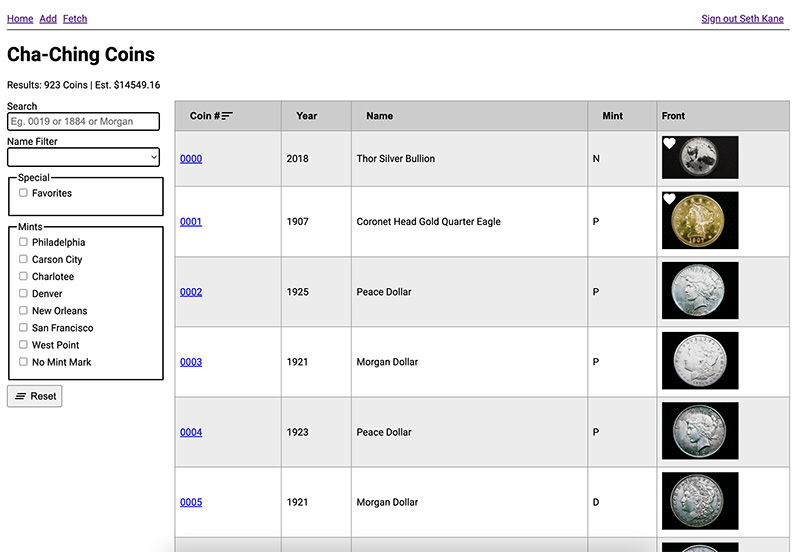 Home Add Fetch Sign out Seth Kane
Cha-Ching Coins
Results: 923 Coins | Est. $14549.16
Search
Eg. 0019 or 1884 or Morgan
Name Filter
Special
Favorites
Mints
Philadelphia
Carson City
Charlotee
Denver
New Orleans
San Francisco
West Point
No Mint Mark
Reset
Coin # Year Name Mint Front
0000 2018 Thor Silver Bullion N
0001 1907 Coronet Head Gold Quarter Eagle P
0002 1925 Peace Dollar P
0003 1921 Morgan Dollar P
0004 1923 Peace Dollar P
0005 1921 Morgan Dollar D